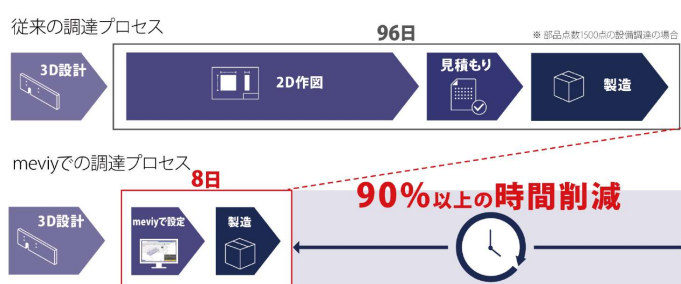 従来の調達プロセス
96日
※ 部品点数1500点の設備調達の場合
3D設計
2D作図
見積もり
製造
meviyでの調達プロセス
8日
90%以上の時間削減
3D設計
meviyで設定
製造